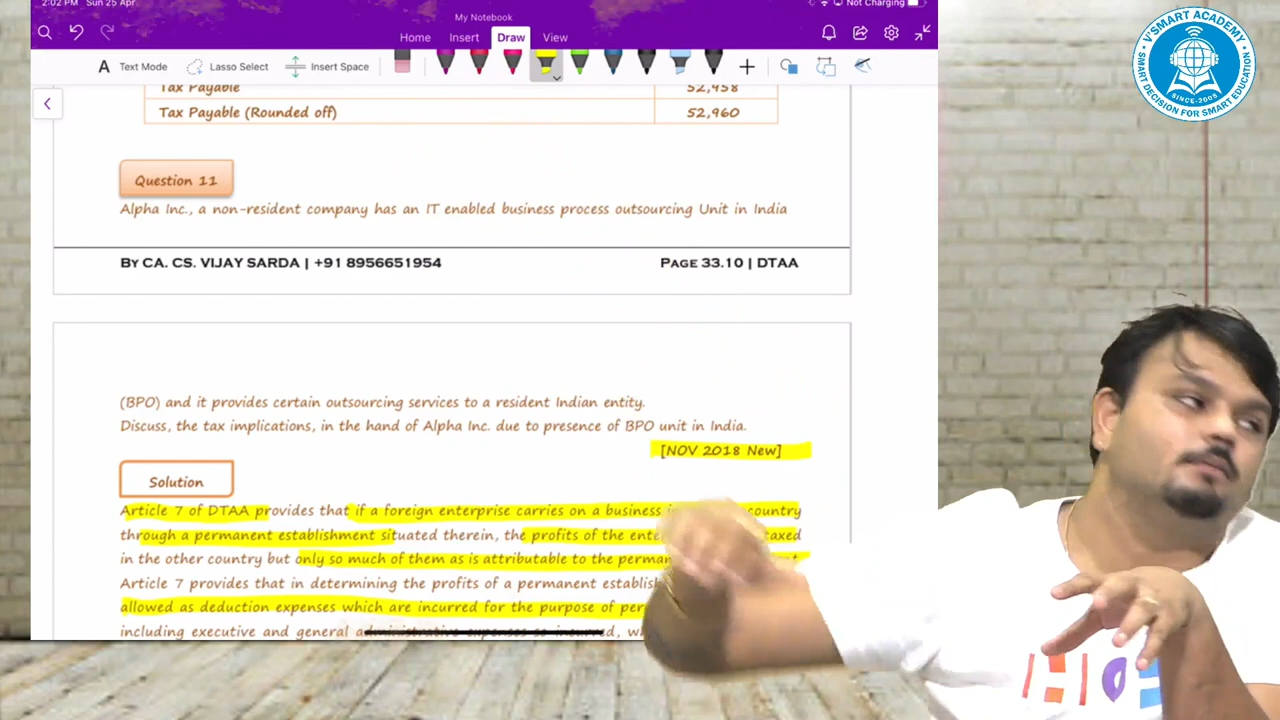 2:02 PM Sun 25 Apr
Not Charging
My Notebook
Home Insert Draw View
Text Mode Lasso Select Insert Space
Tax Payable 52,958
Tax Payable (Rounded off) 52,960
Question 11
Alpha Inc., a non-resident company has an IT enabled business process outsourcing Unit in India
BY CA. CS. VIJAY SARDA | +91 8956651954 PAGE 33.10 | DTAA
(BPO) and it provides certain outsourcing services to a resident Indian entity.
Discuss, the tax implications, in the hand of Alpha Inc. due to presence of BPO unit in India.
[NOV 2018 New]
Solution
Article 7 of DTAA provides that if a foreign enterprise carries on a business country
through a permanent establishment situated therein, the profits of the taxed
in the other country but only so much of them as is attributable to the
Article 7 provides that in determining the profits of a permanent
allowed as deduction expenses which are incurred for the purpose of
including executive and general administrative expenses so incurred,
V'SMART ACADEMY
SINCE-2005
SMART DECISION FOR SMART EDUCATION